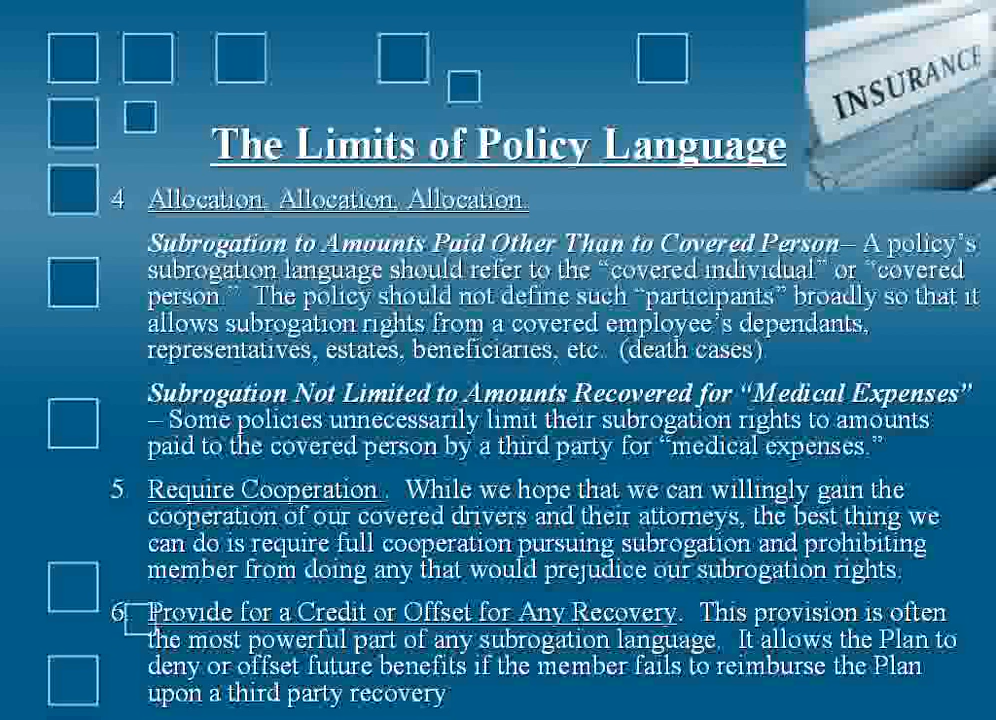 INSURANCE
The Limits of Policy Language
4 Allocation, Allocation, Allocation.
Subrogation to Amounts Paid Other Than to Covered Person– A policy's
subrogation language should refer to the “covered individual” or “covered
person.” The policy should not define such “participants” broadly so that it
allows subrogation rights from a covered employee's dependants,
representatives, estates, beneficiaries, etc. (death cases)
Subrogation Not Limited to Amounts Recovered for “Medical Expenses”
– Some policies unnecessarily limit their subrogation rights to amounts
paid to the covered person by a third party for “medical expenses.”
5 Require Cooperation . While we hope that we can willingly gain the
cooperation of our covered drivers and their attorneys, the best thing we
can do is require full cooperation pursuing subrogation and prohibiting
member from doing any that would prejudice our subrogation rights.
6. Provide for a Credit or Offset for Any Recovery. This provision is often
the most powerful part of any subrogation language. It allows the Plan to
deny or offset future benefits if the member fails to reimburse the Plan
upon a third party recovery